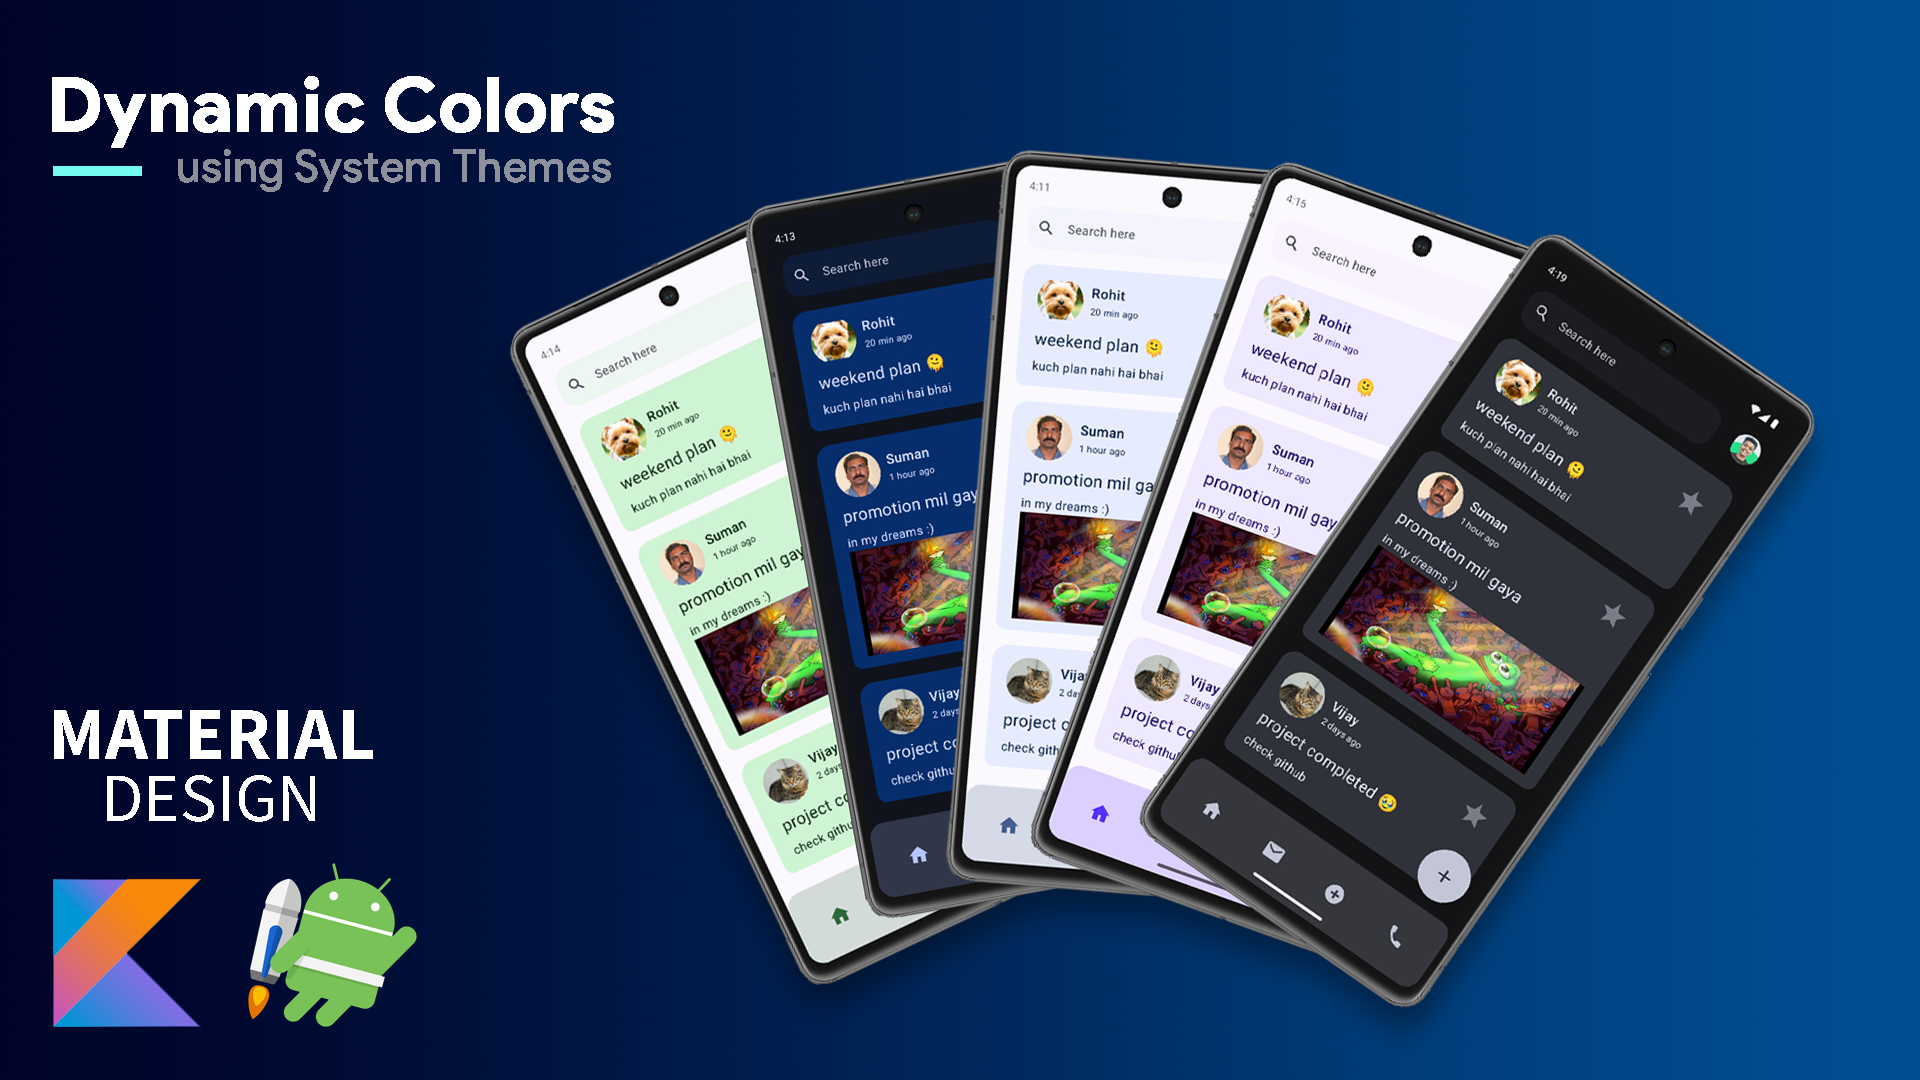 Dynamic Colors
using System Themes
MATERIAL
DESIGN
4:14
Search here
Rohit
20 min ago
weekend plan 🫠
kuch plan nahi hai bhai
Suman
1 hour ago
promotion mil gay
in my dreams :)
Vijay
2 days
project co
check githu
4:13
Search here
Rohit
20 min ago
weekend plan 🫠
kuch plan nahi hai bhai
Suman
1 hour ago
promotion mil gay
in my dreams :)
Vijay
2 days
project c
check githu
4:11
Search here
Rohit
20 min ago
weekend plan 🫠
kuch plan nahi hai bhai
Suman
1 hour ago
promotion mil ga
in my dreams :)
Vija
2 da
project c
check gith
4:15
Search here
Rohit
20 min ago
weekend plan 🫠
kuch plan nahi hai bhai
Suman
1 hour ago
promotion mil gay
in my dreams :)
Vijay
2 days
project co
check githu
4:19
Search here
Rohit
20 min ago
weekend plan 🫠
kuch plan nahi hai bhai
Suman
1 hour ago
promotion mil gaya
in my dreams :)
Vijay
2 days ago
project completed 🥹
check github